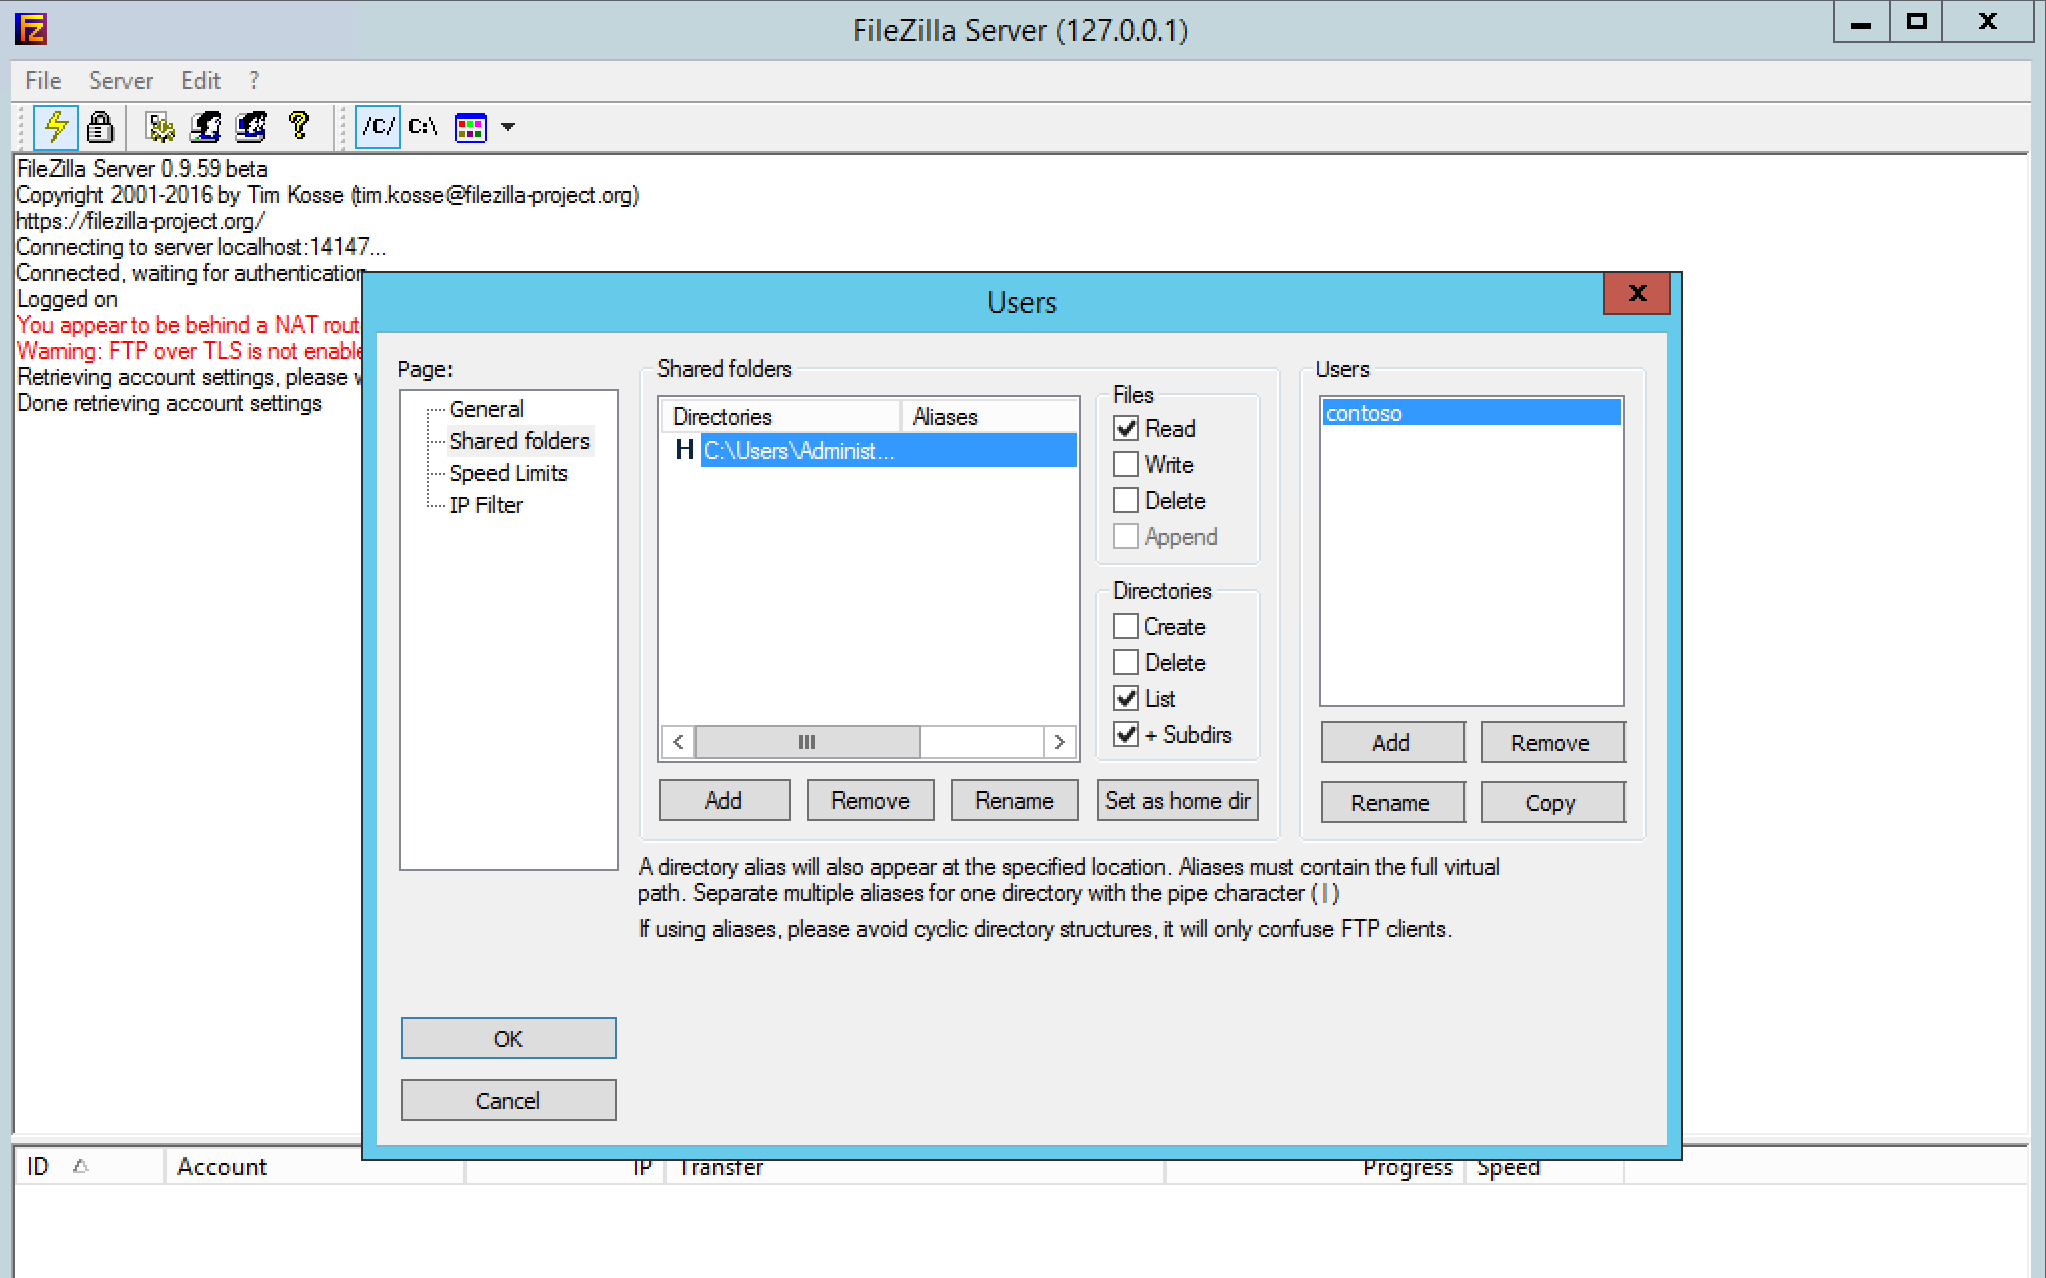 FileZilla Server (127.0.0.1)
File Server Edit ?
/C/ C:\
FileZilla Server 0.9.59 beta
Copyright 2001-2016 by Tim Kosse (tim.kosse@filezilla-project.org)
https://filezilla-project.org/
Connecting to server localhost:14147...
Connected, waiting for authentication
Logged on
You appear to be behind a NAT rout
Warning: FTP over TLS is not enable
Retrieving account settings, please w
Done retrieving account settings
Users
Page:
General
Shared folders
Speed Limits
IP Filter
Shared folders
Directories Aliases
H C:\Users\Administ...
Add Remove Rename Set as home dir
Files
Read
Write
Delete
Append
Directories
Create
Delete
List
+ Subdirs
Users
contoso
Add Remove
Rename Copy
A directory alias will also appear at the specified location. Aliases must contain the full virtual
path. Separate multiple aliases for one directory with the pipe character (|)
If using aliases, please avoid cyclic directory structures, it will only confuse FTP clients.
OK
Cancel
ID Account IP Transfer Progress Speed